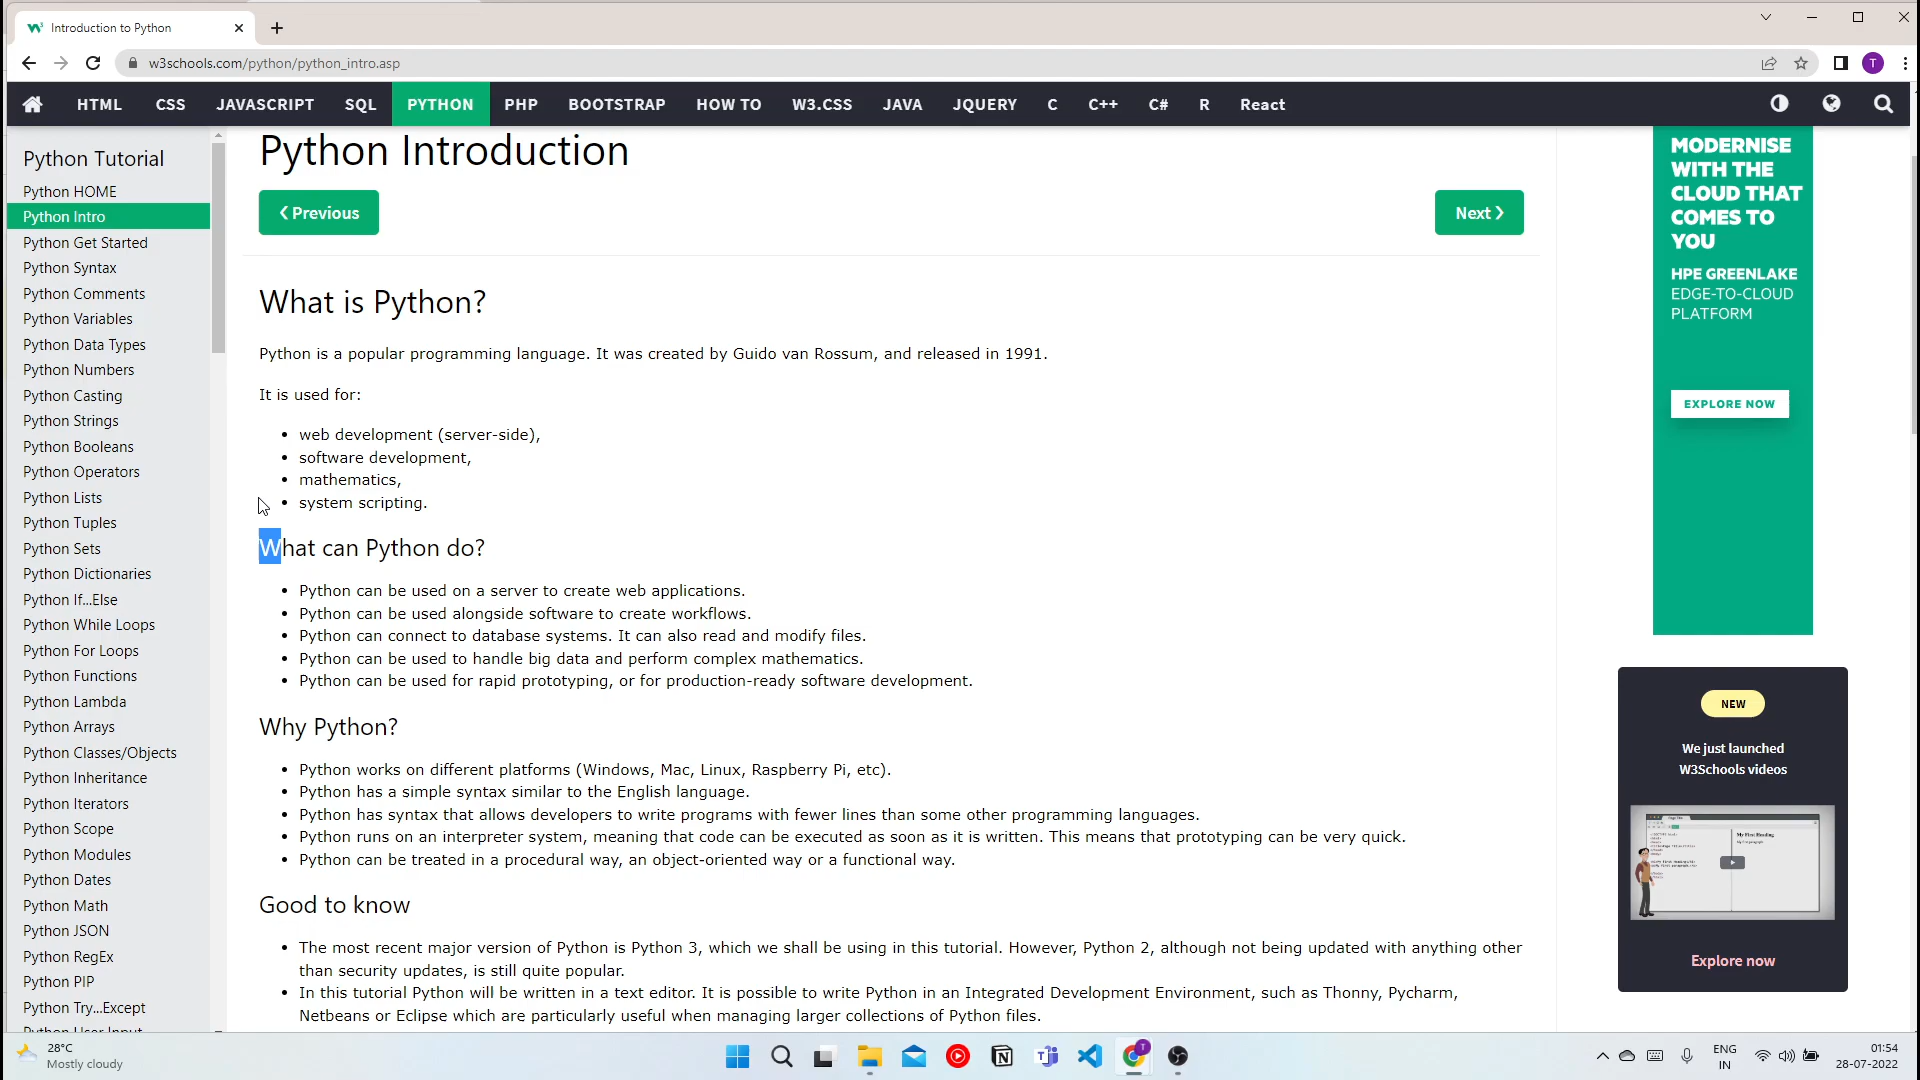 Introduction to Python
w3schools.com/python/python_intro.asp
T
HTML CSS JAVASCRIPT SQL PYTHON PHP BOOTSTRAP HOW TO W3.CSS JAVA JQUERY C C++ C# R React
Python Tutorial
Python HOME
Python Intro
Python Get Started
Python Syntax
Python Comments
Python Variables
Python Data Types
Python Numbers
Python Casting
Python Strings
Python Booleans
Python Operators
Python Lists
Python Tuples
Python Sets
Python Dictionaries
Python If...Else
Python While Loops
Python For Loops
Python Functions
Python Lambda
Python Arrays
Python Classes/Objects
Python Inheritance
Python Iterators
Python Scope
Python Modules
Python Dates
Python Math
Python JSON
Python RegEx
Python PIP
Python Try...Except
Python User Input
Python Introduction
❮ Previous
Next ❯
What is Python?
Python is a popular programming language. It was created by Guido van Rossum, and released in 1991.
It is used for:
• web development (server-side),
• software development,
• mathematics,
• system scripting.
What can Python do?
• Python can be used on a server to create web applications.
• Python can be used alongside software to create workflows.
• Python can connect to database systems. It can also read and modify files.
• Python can be used to handle big data and perform complex mathematics.
• Python can be used for rapid prototyping, or for production-ready software development.
Why Python?
• Python works on different platforms (Windows, Mac, Linux, Raspberry Pi, etc).
• Python has a simple syntax similar to the English language.
• Python has syntax that allows developers to write programs with fewer lines than some other programming languages.
• Python runs on an interpreter system, meaning that code can be executed as soon as it is written. This means that prototyping can be very quick.
• Python can be treated in a procedural way, an object-oriented way or a functional way.
Good to know
• The most recent major version of Python is Python 3, which we shall be using in this tutorial. However, Python 2, although not being updated with anything other
than security updates, is still quite popular.
• In this tutorial Python will be written in a text editor. It is possible to write Python in an Integrated Development Environment, such as Thonny, Pycharm,
Netbeans or Eclipse which are particularly useful when managing larger collections of Python files.
MODERNISE
WITH THE
CLOUD THAT
COMES TO
YOU
HPE GREENLAKE
EDGE-TO-CLOUD
PLATFORM
EXPLORE NOW
NEW
We just launched
W3Schools videos
My First Heading
Explore now
28°C
Mostly cloudy
ENG
IN
01:54
28-07-2022